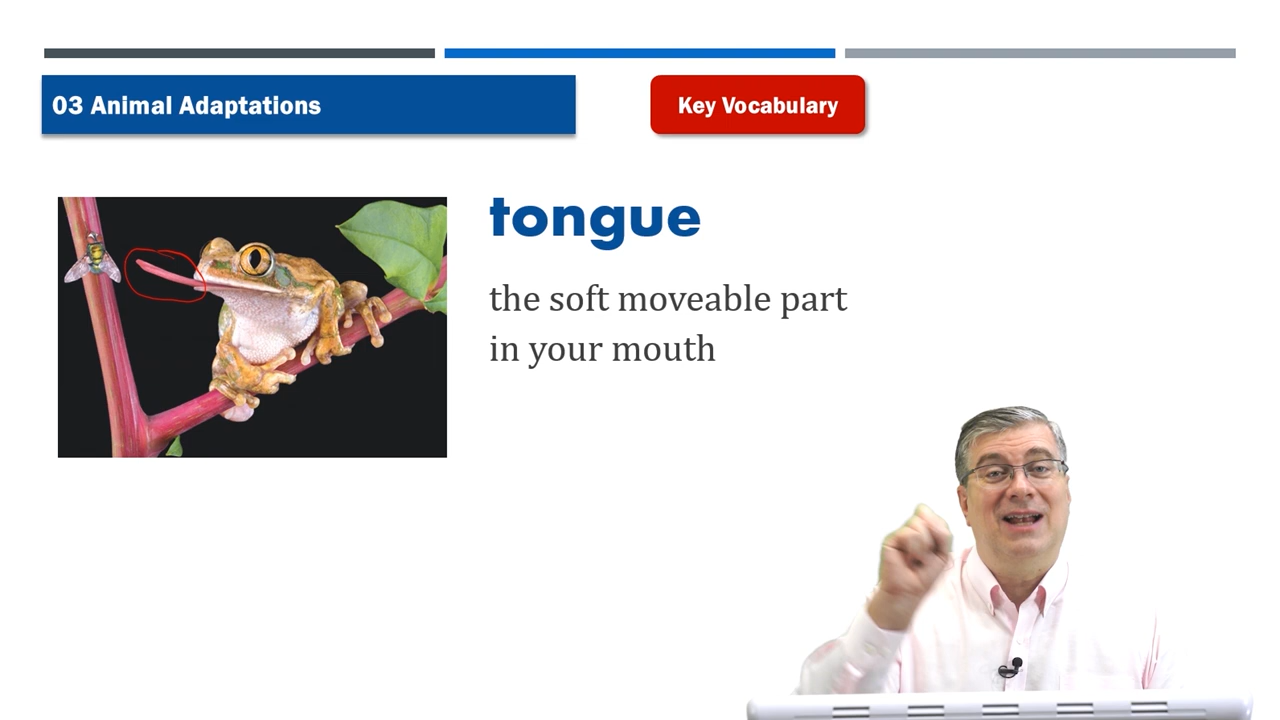 03 Animal Adaptations
Key Vocabulary
tongue
the soft moveable part
in your mouth